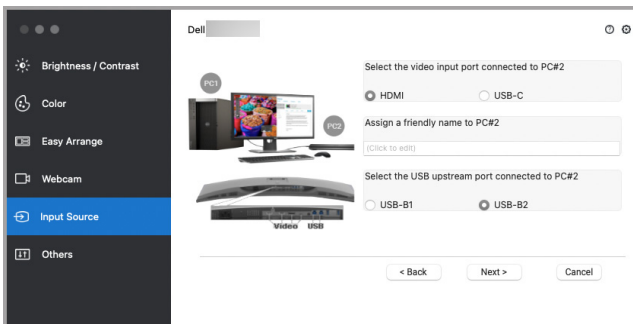 Dell
Brightness / Contrast
Color
Easy Arrange
Webcam
Input Source
Others
PC1
PC2
Video USB
Select the video input port connected to PC#2
HDMI USB-C
Assign a friendly name to PC#2
(Click to edit)
Select the USB upstream port connected to PC#2
USB-B1 USB-B2
< Back Next > Cancel